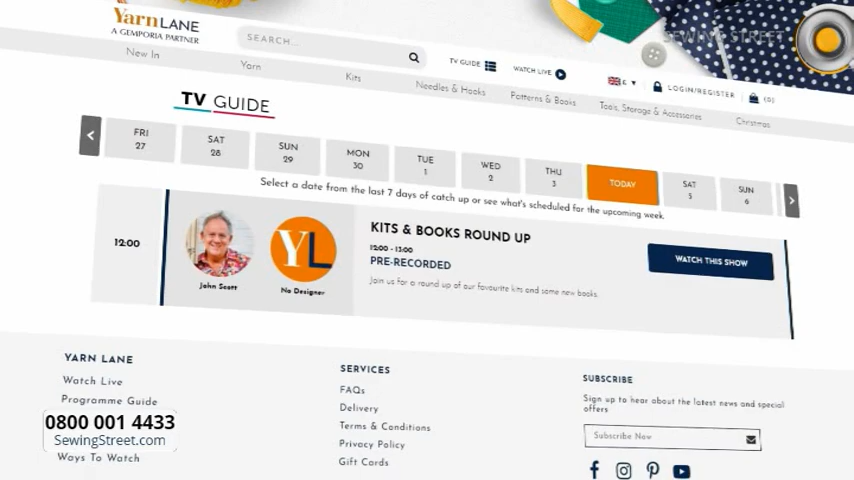 YarnLANE
A GEMPORIA PARTNER
SEARCH...
TV GUIDE
WATCH LIVE
£
LOGIN/REGISTER
(0)
SEWING STREET
New In
Yarn
Kits
Needles & Hooks
Patterns & Books
Tools, Storage & Accessories
Christmas
TV GUIDE
FRI
27
SAT
28
SUN
29
MON
30
TUE
1
WED
2
THU
3
TODAY
SAT
5
SUN
6
Select a date from the last 7 days of catch up or see what's scheduled for the upcoming week.
12:00
John Scott
YL
No Designer
KITS & BOOKS ROUND UP
12:00 - 13:00
PRE-RECORDED
Join us for a round up of our favourite kits and some new books.
WATCH THIS SHOW
YARN LANE
Watch Live
Programme Guide
0800 001 4433
SewingStreet.com
Ways To Watch
SERVICES
FAQs
Delivery
Terms & Conditions
Privacy Policy
Gift Cards
SUBSCRIBE
Sign up to hear about the latest news and special
offers
Subscribe Now